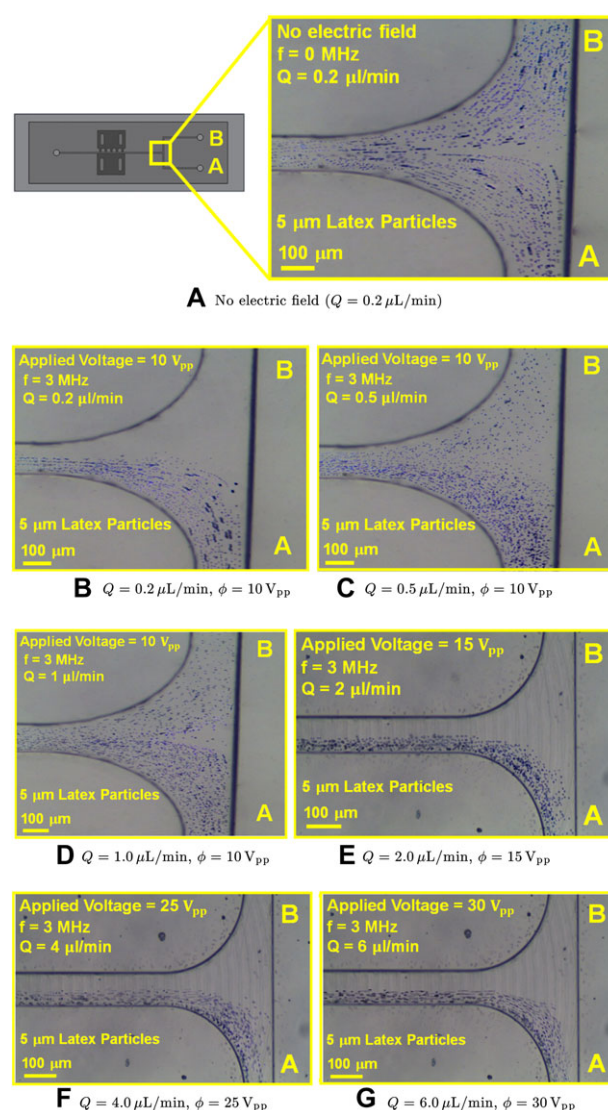 No electric field
f = 0 MHz
Q = 0.2 µl/min
B
B
A
5 µm Latex Particles
100 µm
A
A No electric field (Q = 0.2 µL/min)
Applied Voltage = 10 Vpp
f = 3 MHz
Q = 0.2 µl/min
B
5 µm Latex Particles
100 µm
A
B Q = 0.2 µL/min, ϕ = 10 Vpp
Applied Voltage = 10 Vpp
f = 3 MHz
Q = 0.5 µl/min
B
5 µm Latex Particles
100 µm
A
C Q = 0.5 µL/min, ϕ = 10 Vpp
Applied Voltage = 10 Vpp
f = 3 MHz
Q = 1 µl/min
B
5 µm Latex Particles
100 µm
A
D Q = 1.0 µL/min, ϕ = 10 Vpp
Applied Voltage = 15 Vpp
f = 3 MHz
Q = 2 µl/min
B
5 µm Latex Particles
100 µm
A
E Q = 2.0 µL/min, ϕ = 15 Vpp
Applied Voltage = 25 Vpp
f = 3 MHz
Q = 4 µl/min
B
5 µm Latex Particles
100 µm
A
F Q = 4.0 µL/min, ϕ = 25 Vpp
Applied Voltage = 30 Vpp
f = 3 MHz
Q = 6 µl/min
B
5 µm Latex Particles
100 µm
A
G Q = 6.0 µL/min, ϕ = 30 Vpp